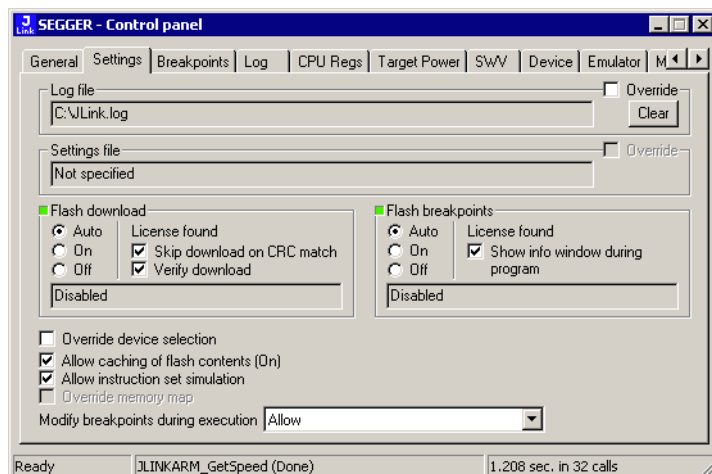 J Link SEGGER - Control panel
General Settings Breakpoints Log CPU Regs Target Power SWV Device Emulator M
Log file Override
C:\JLink.log Clear
Settings file Override
Not specified
Flash download Flash breakpoints
Auto License found Auto License found
On Skip download on CRC match On Show info window during
Off Verify download Off program
Disabled Disabled
Override device selection
Allow caching of flash contents (On)
Allow instruction set simulation
Override memory map
Modify breakpoints during execution Allow
Ready JLINKARM_GetSpeed (Done) 1.208 sec. in 32 calls